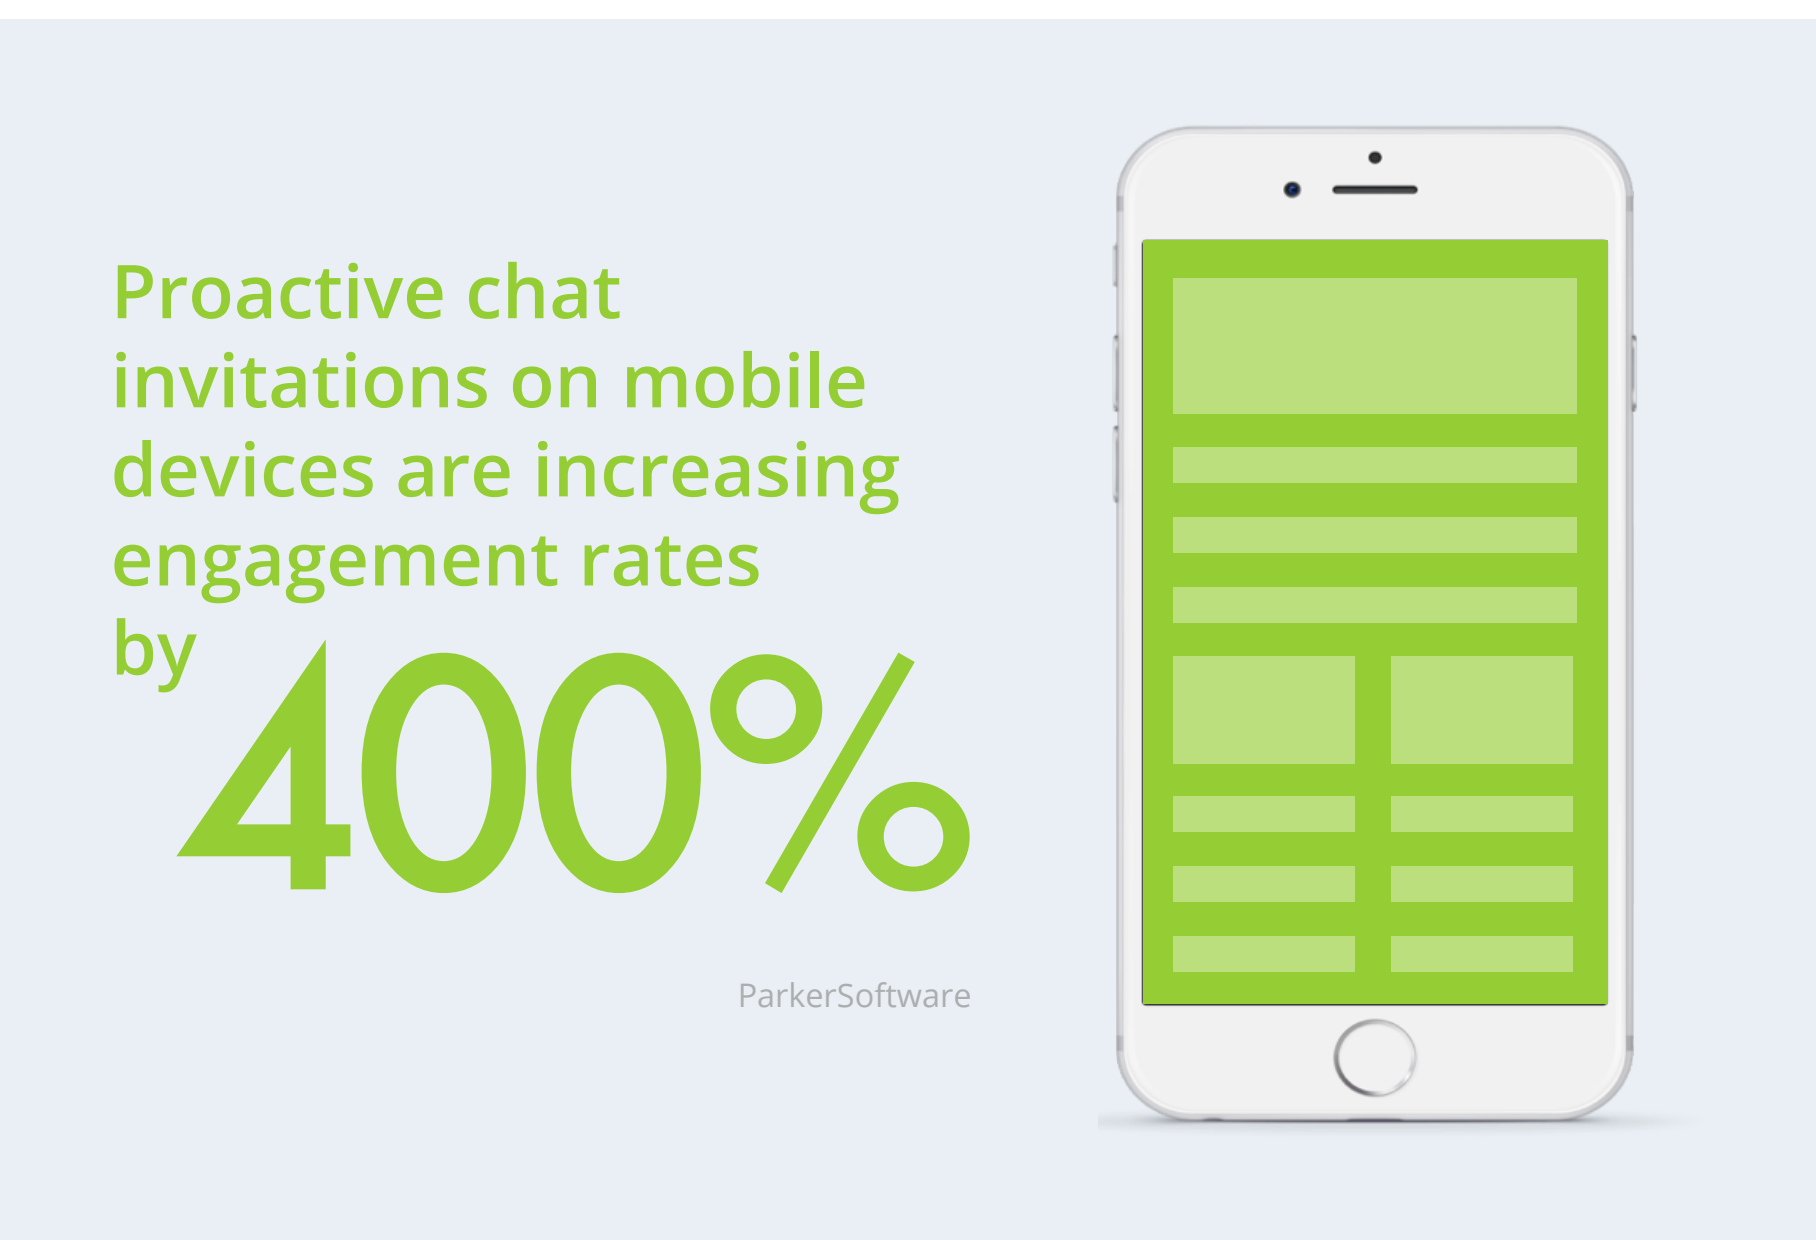 Proactive chat
invitations on mobile
devices are increasing
engagement rates
by 400%
ParkerSoftware